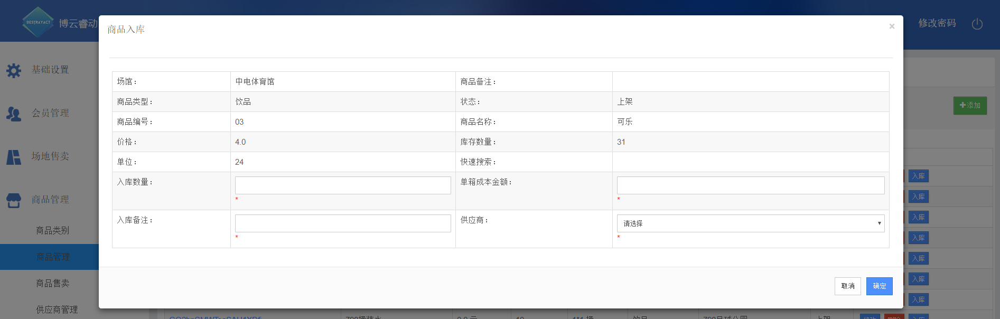 BESTRAYACT
博云睿动
修改密码
商品入库
×
基础设置
会员管理
场地售卖
商品管理
商品类别
商品管理
商品售卖
供应商管理
添加
场馆： 中电体育馆 商品备注：
商品类型： 饮品 状态： 上架
商品编号： 03 商品名称： 可乐
价格： 4.0 库存数量： 31
单位： 24 快速搜索：
入库数量： * 单箱成本金额： *
入库备注： * 供应商： 请选择 *
取消 确定
入库
入库
入库
入库
入库
入库
入库